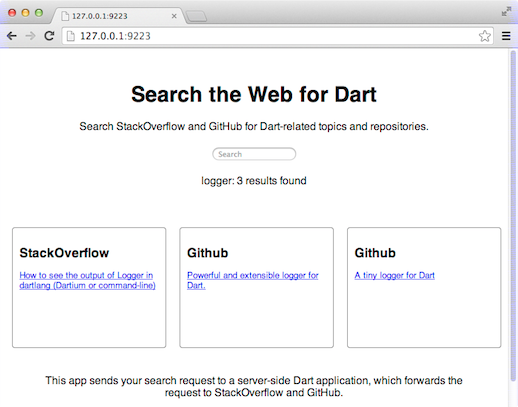 127.0.0.1:9223
127.0.0.1:9223
Search the Web for Dart
Search StackOverflow and GitHub for Dart-related topics and repositories.
Search
logger: 3 results found
StackOverflow
How to see the output of Logger in
dartlang (Dartium or command-line)
Github
Powerful and extensible logger for
Dart.
Github
A tiny logger for Dart
This app sends your search request to a server-side Dart application, which forwards the
request to StackOverflow and GitHub.